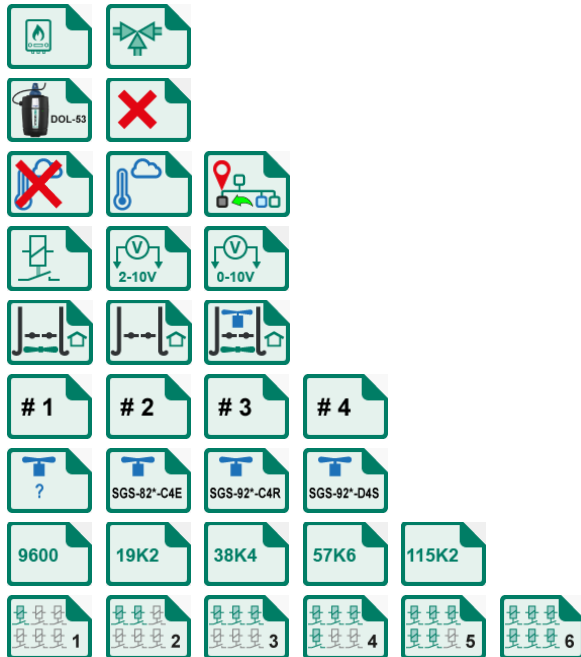 DOL-53
V V
2-10V 0-10V
# 1 # 2 # 3 # 4
?
SGS-82*-C4E SGS-92*-C4R SGS-92*-D4S
9600 19K2 38K4 57K6 115K2
1 2 3 4 5 6